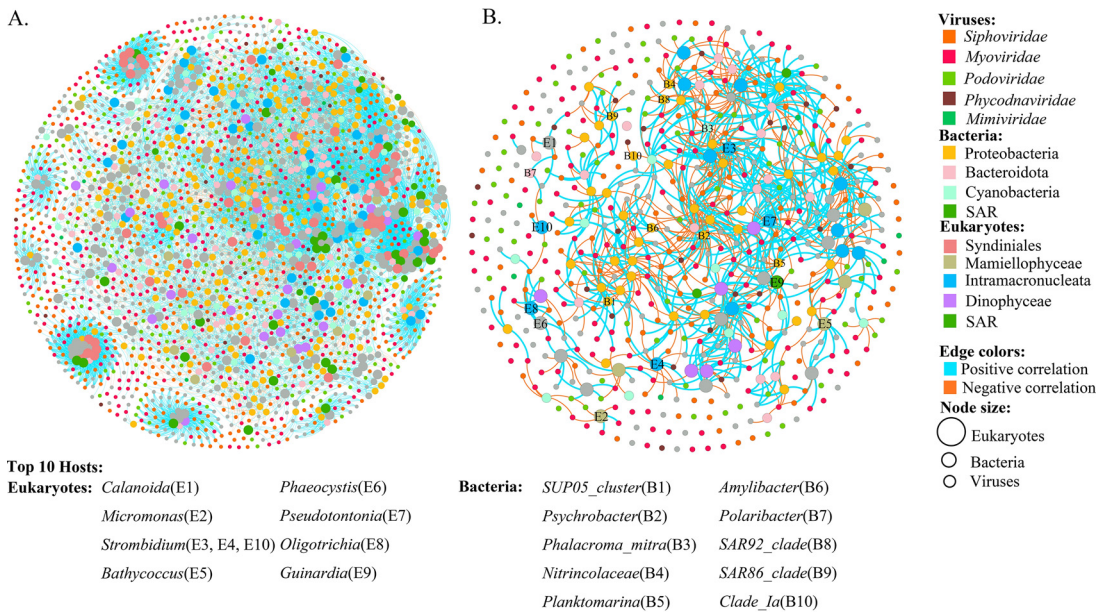 A.
B.
B4
B8
B9
B3
E1
E3
B10
B7
E10
B6
B2
E7
B5
E9
B1
E8
E6
E5
E4
E2
Viruses:
Siphoviridae
Myoviridae
Podoviridae
Phycodnaviridae
Mimiviridae
Bacteria:
Proteobacteria
Bacteroidota
Cyanobacteria
SAR
Eukaryotes:
Syndiniales
Mamiellophyceae
Intramacronucleata
Dinophyceae
SAR
Edge colors:
Positive correlation
Negative correlation
Node size:
Eukaryotes
Bacteria
Viruses
Top 10 Hosts:
Eukaryotes: Calanoida(E1) Phaeocystis(E6)
Micromonas(E2) Pseudotontonia(E7)
Strombidium(E3, E4, E10) Oligotrichia(E8)
Bathycoccus(E5) Guinardia(E9)
Bacteria: SUP05_cluster(B1) Amylibacter(B6)
Psychrobacter(B2) Polaribacter(B7)
Phalacroma_mitra(B3) SAR92_clade(B8)
Nitrincolaceae(B4) SAR86_clade(B9)
Planktomarina(B5) Clade_Ia(B10)